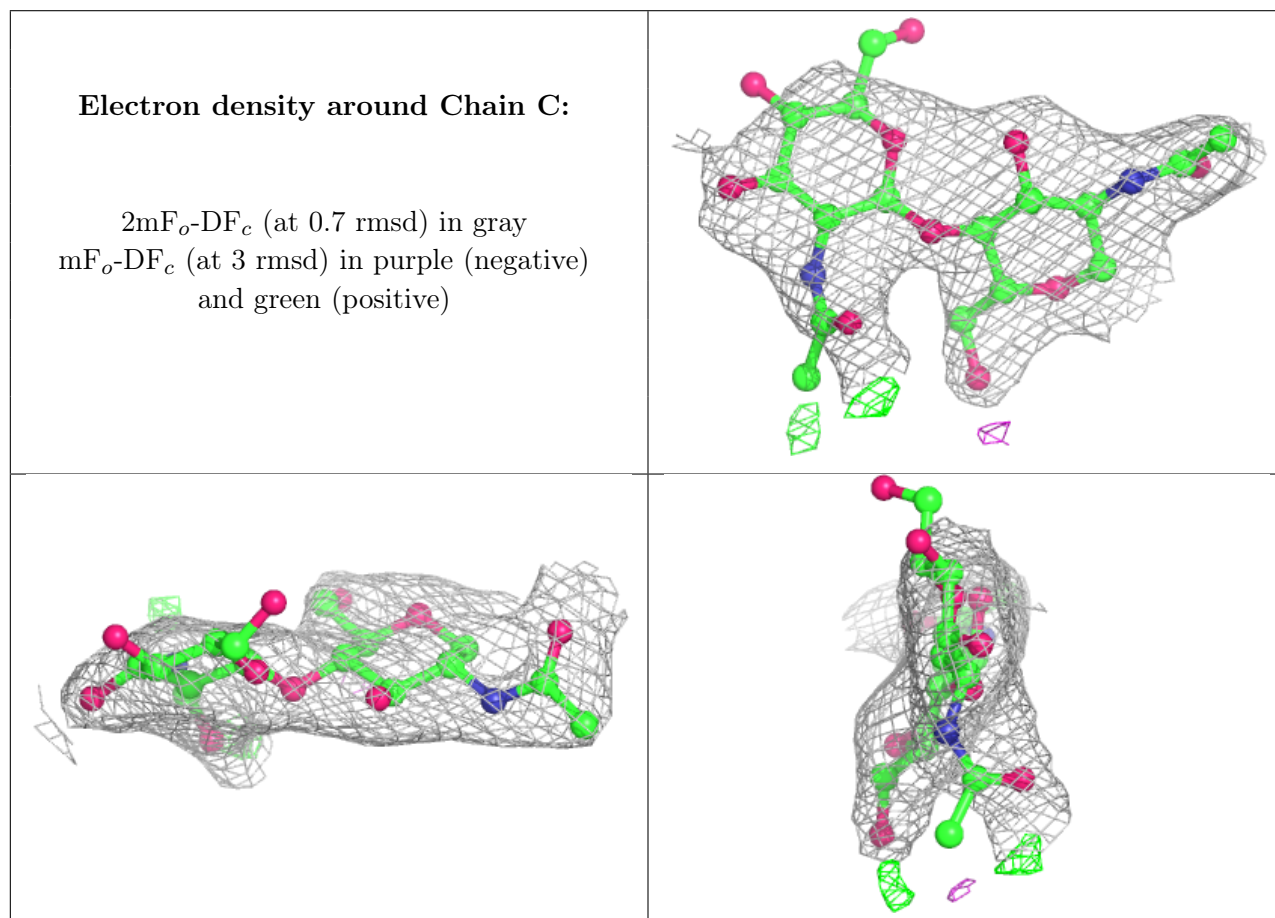 Electron density around Chain C:
2mFₒ-DF𝒸 (at 0.7 rmsd) in gray
mFₒ-DF𝒸 (at 3 rmsd) in purple (negative)
and green (positive)